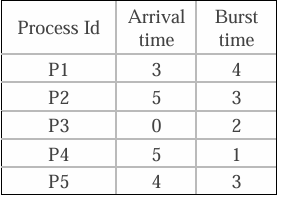 Process Id Arrival time Burst time
P1 3 4
P2 5 3
P3 0 2
P4 5 1
P5 4 3